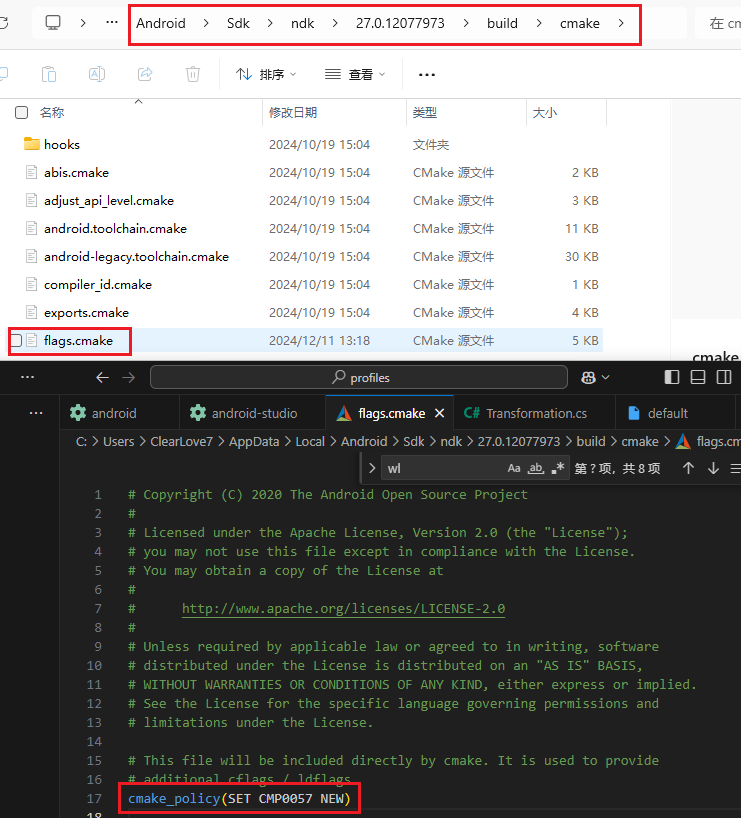 Android > Sdk > ndk > 27.0.12077973 > build > cmake >
在 cm
排序 查看
名称 修改日期 类型 大小
hooks 2024/10/19 15:04 文件夹
abis.cmake 2024/10/19 15:04 CMake 源文件 2 KB
adjust_api_level.cmake 2024/10/19 15:04 CMake 源文件 3 KB
android.toolchain.cmake 2024/10/19 15:04 CMake 源文件 11 KB
android-legacy.toolchain.cmake 2024/10/19 15:04 CMake 源文件 30 KB
compiler_id.cmake 2024/10/19 15:04 CMake 源文件 1 KB
exports.cmake 2024/10/19 15:04 CMake 源文件 4 KB
flags.cmake 2024/12/11 13:18 CMake 源文件 5 KB
cmake
profiles
android android-studio flags.cmake C# Transformation.cs default
C: > Users > ClearLove7 > AppData > Local > Android > Sdk > ndk > 27.0.12077973 > build > cmake > flags.cm
wl Aa ab .* 第 ? 项，共 8 项
1 # Copyright (C) 2020 The Android Open Source Project
2 #
3 # Licensed under the Apache License, Version 2.0 (the "License");
4 # you may not use this file except in compliance with the License.
5 # You may obtain a copy of the License at
6 #
7 # http://www.apache.org/licenses/LICENSE-2.0
8 #
9 # Unless required by applicable law or agreed to in writing, software
10 # distributed under the License is distributed on an "AS IS" BASIS,
11 # WITHOUT WARRANTIES OR CONDITIONS OF ANY KIND, either express or implied.
12 # See the License for the specific language governing permissions and
13 # limitations under the License.
14
15 # This file will be included directly by cmake. It is used to provide
16 # additional cflags / ldflags.
17 cmake_policy(SET CMP0057 NEW)
18